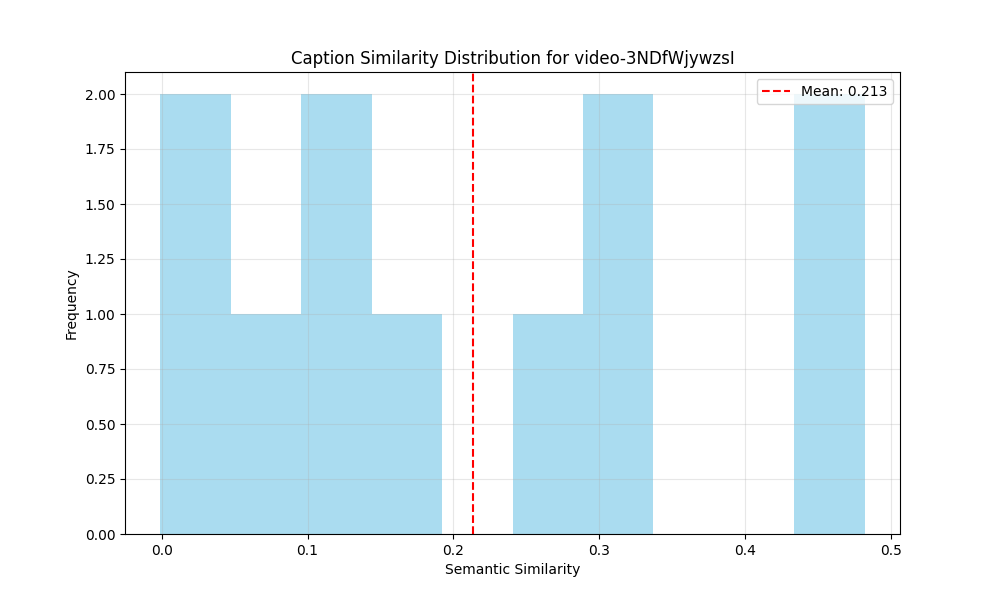 Caption Similarity Distribution for video-3NDfWjywzsI
Mean: 0.213
Frequency
2.00
1.75
1.50
1.25
1.00
0.75
0.50
0.25
0.00
0.0 0.1 0.2 0.3 0.4 0.5
Semantic Similarity